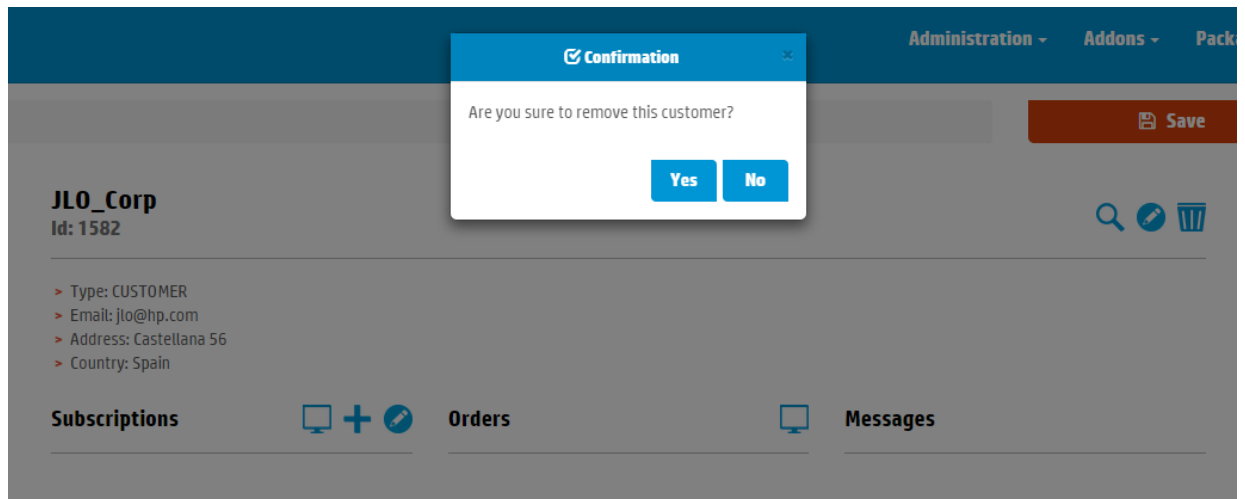 Administration Addons Pack
Confirmation ×
Are you sure to remove this customer?
Save
Yes No
JLO_Corp
Id: 1582
> Type: CUSTOMER
> Email: jlo@hp.com
> Address: Castellana 56
> Country: Spain
Subscriptions Orders Messages